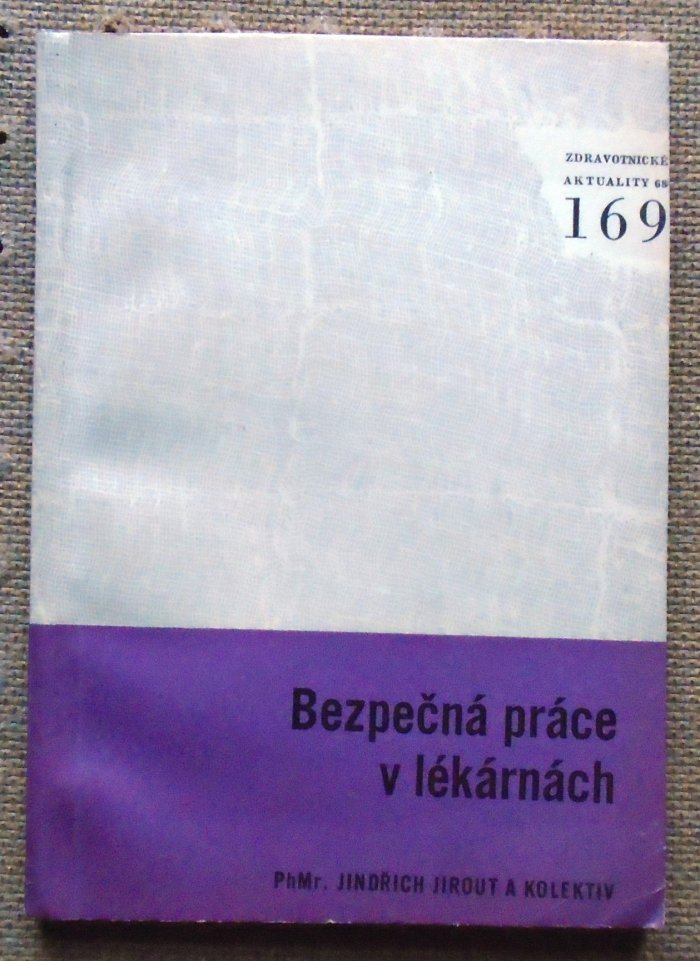 ZDRAVOTNICKÉ
AKTUALITY 68
169
Bezpečná práce
v lékárnách
PhMr. JINDŘICH JIROUT A KOLEKTIV